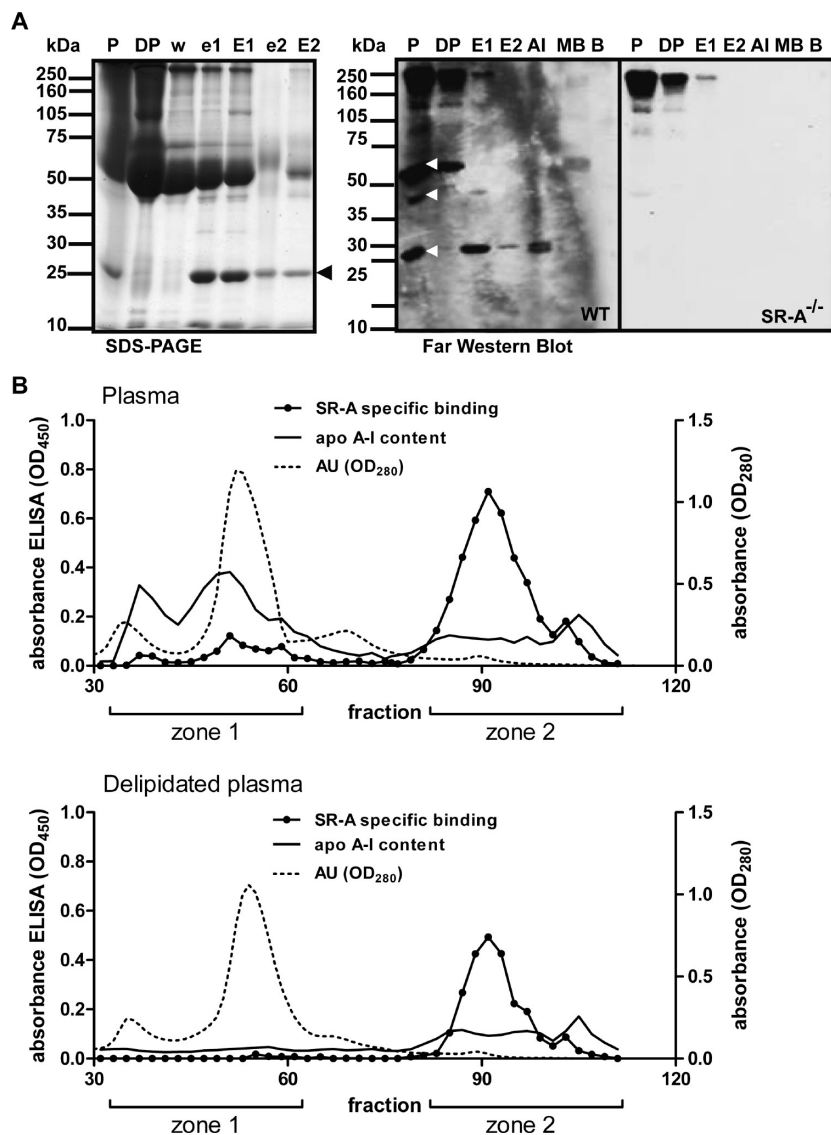 A
kDa P DP w e1 E1 e2 E2
250
160
105
75
50
35
30
25
10
SDS-PAGE
kDa P DP E1 E2 AI MB B
250
160
105
75
50
35
30
25
10
WT
Far Western Blot
P DP E1 E2 AI MB B
SR-A-/-
B
Plasma
SR-A specific binding
apo A-I content
AU (OD280)
absorbance ELISA (OD450)
1.0
0.8
0.6
0.4
0.2
0.0
1.5
1.0
0.5
0.0
absorbance (OD280)
30 60 90 120
fraction
zone 1 zone 2
Delipidated plasma
SR-A specific binding
apo A-I content
AU (OD280)
absorbance ELISA (OD450)
1.0
0.8
0.6
0.4
0.2
0.0
1.5
1.0
0.5
0.0
absorbance (OD280)
30 60 90 120
fraction
zone 1 zone 2